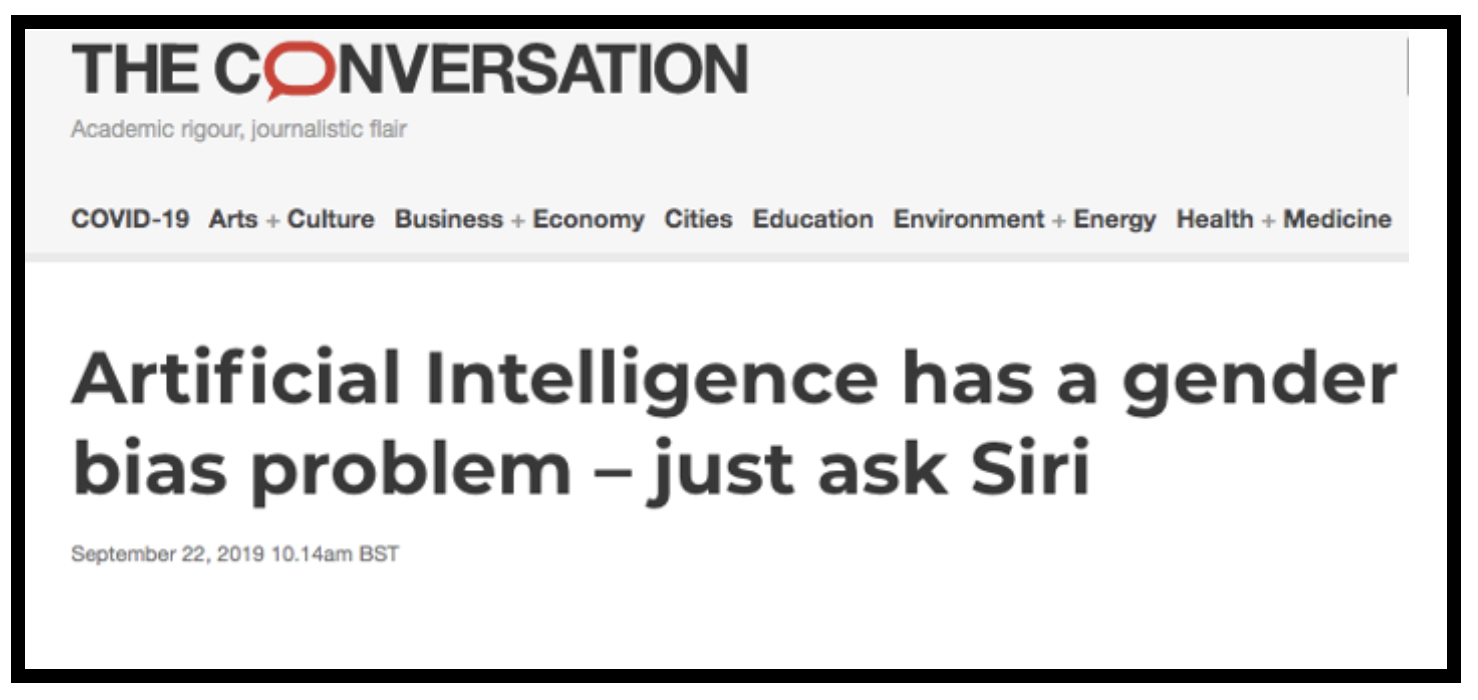 THE CONVERSATION
Academic rigour, journalistic flair
COVID-19 Arts + Culture Business + Economy Cities Education Environment + Energy Health + Medicine
Artificial Intelligence has a gender
bias problem – just ask Siri
September 22, 2019 10.14am BST